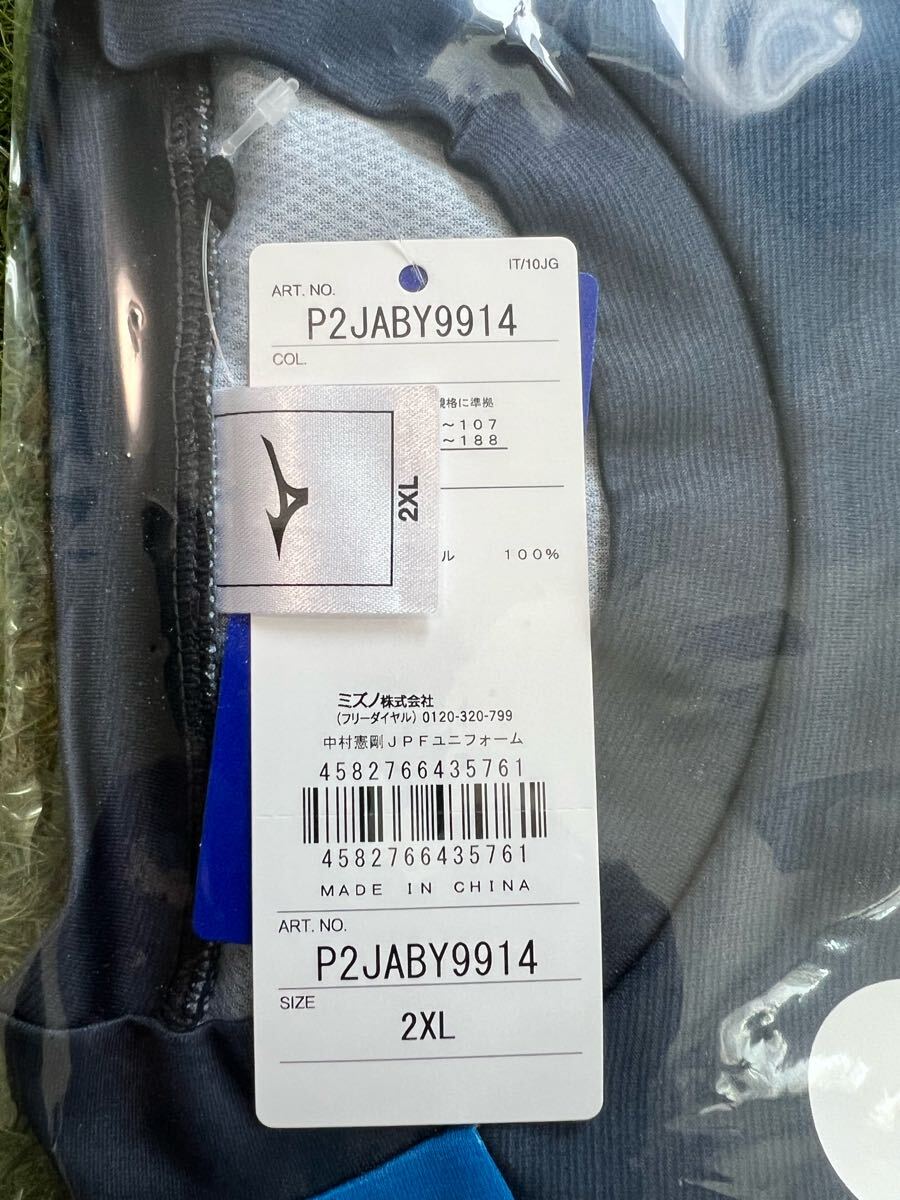 IT/10JG
ART. NO.
P2JABY9914
COL.
規格に準拠
～107
～188
2XL
ル 100%
ミズノ株式会社
(フリーダイヤル) 0120-320-799
中村憲剛JPFユニフォーム
4582766435761
4582766435761
MADE IN CHINA
ART. NO.
P2JABY9914
SIZE
2XL